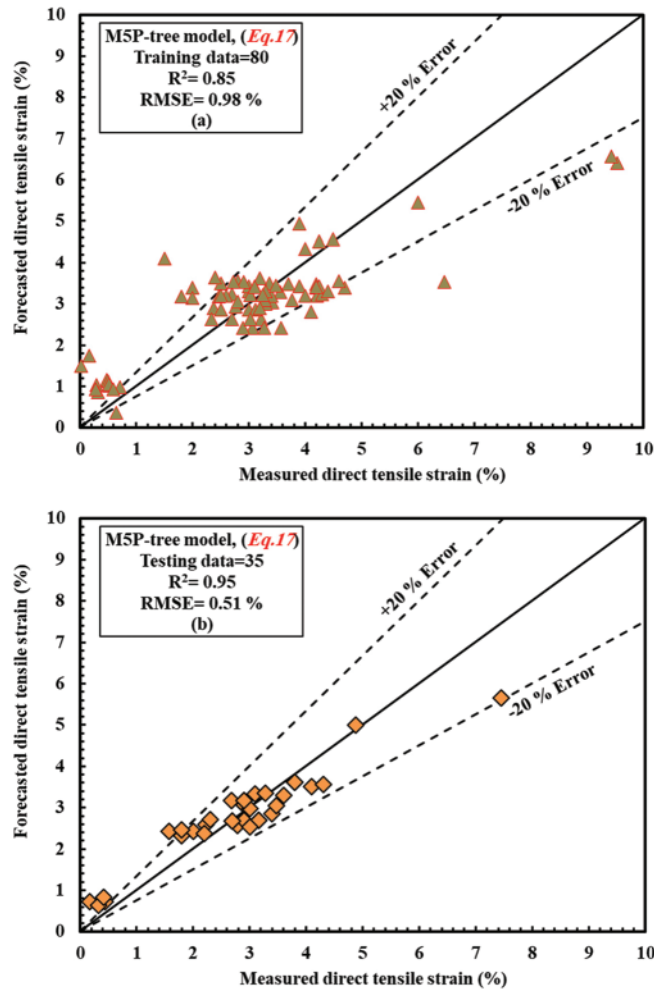 10
9
8
7
6
5
4
3
2
1
0
Forecasted direct tensile strain (%)
M5P-tree model, (Eq.17)
Training data=80
R²= 0.85
RMSE= 0.98 %
(a)
+20 % Error
-20 % Error
0 1 2 3 4 5 6 7 8 9 10
Measured direct tensile strain (%)
10
9
8
7
6
5
4
3
2
1
0
Forecasted direct tensile strain (%)
M5P-tree model, (Eq.17)
Testing data=35
R²= 0.95
RMSE= 0.51 %
(b)
+20 % Error
-20 % Error
0 1 2 3 4 5 6 7 8 9 10
Measured direct tensile strain (%)